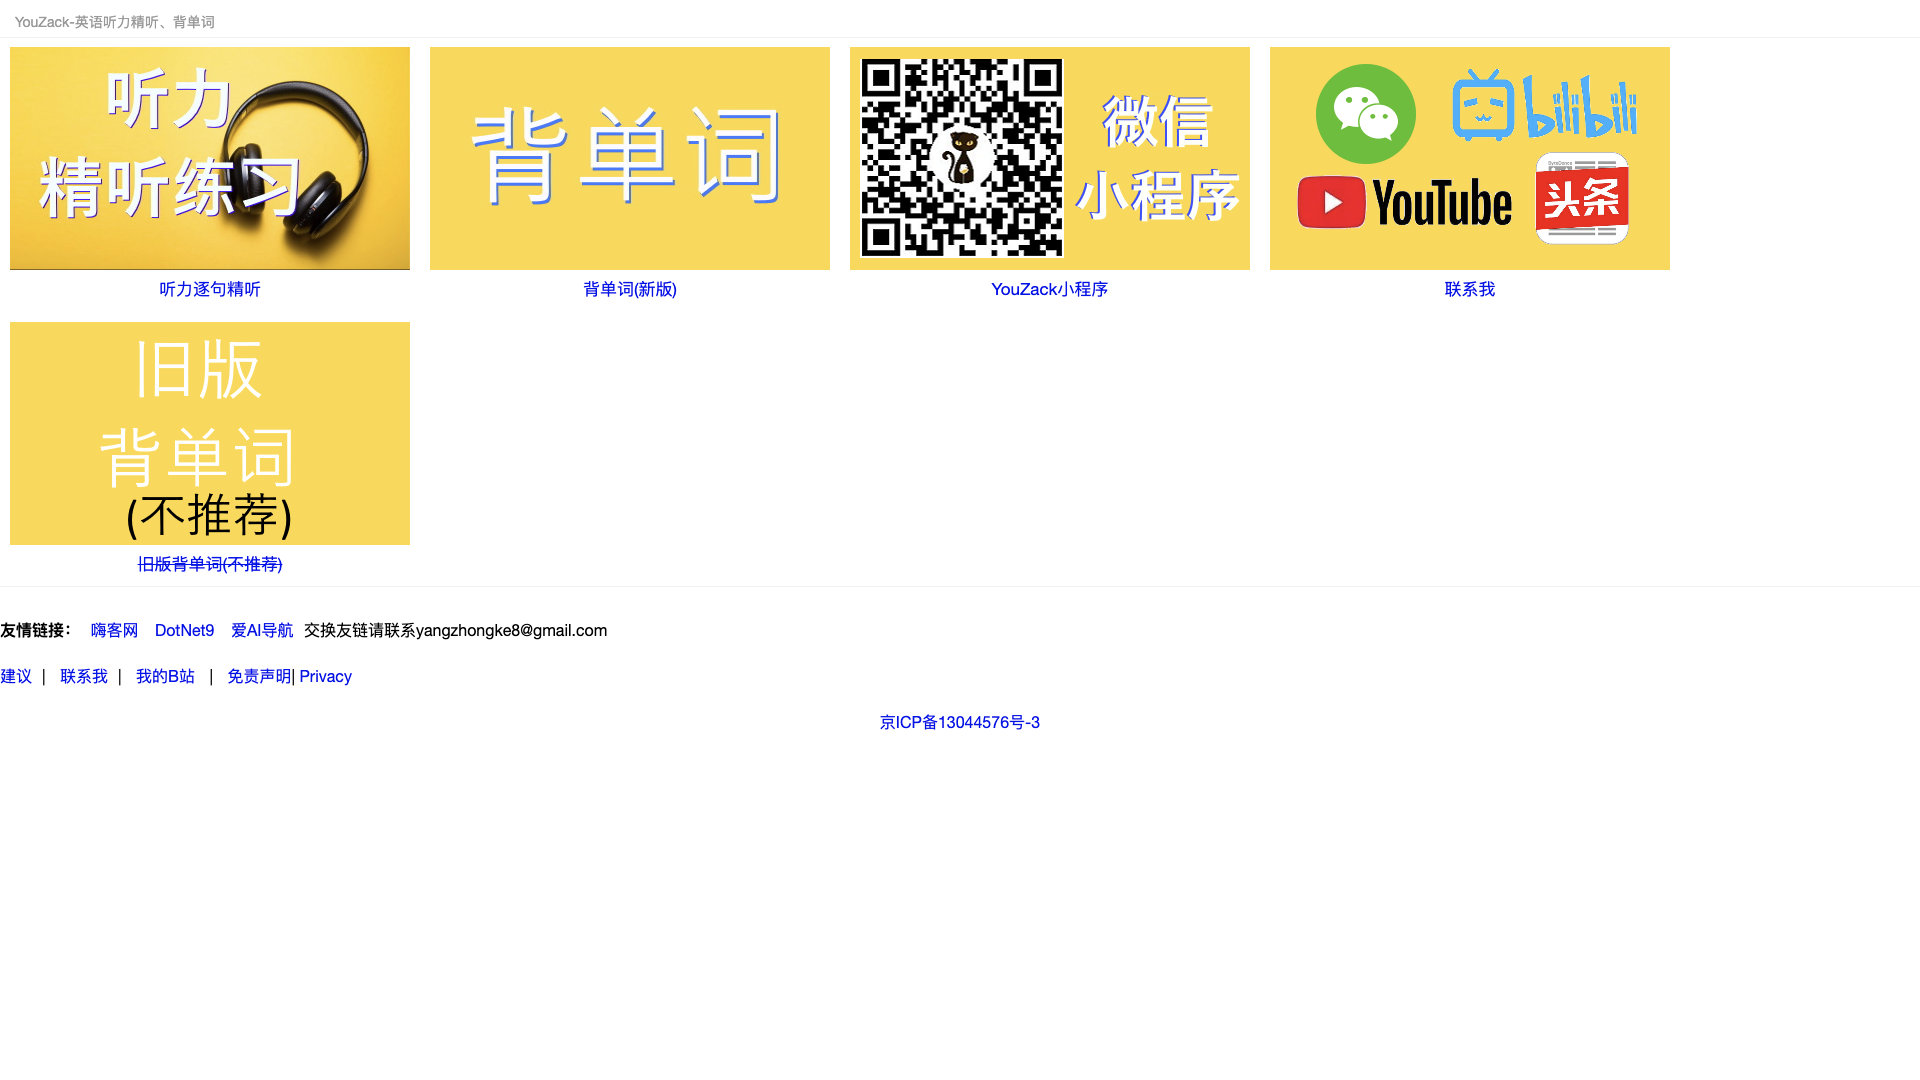 YouZack-英语听力精听、背单词
听力
精听练习
背单词
微信
小程序
bilibili
YouTube
头条
听力逐句精听
背单词(新版)
YouZack小程序
联系我
旧版
背单词
(不推荐)
旧版背单词(不推荐)
友情链接： 嗨客网 DotNet9 爱AI导航 交换友链请联系yangzhongke8@gmail.com
建议 | 联系我 | 我的B站 | 免责声明| Privacy
京ICP备13044576号-3